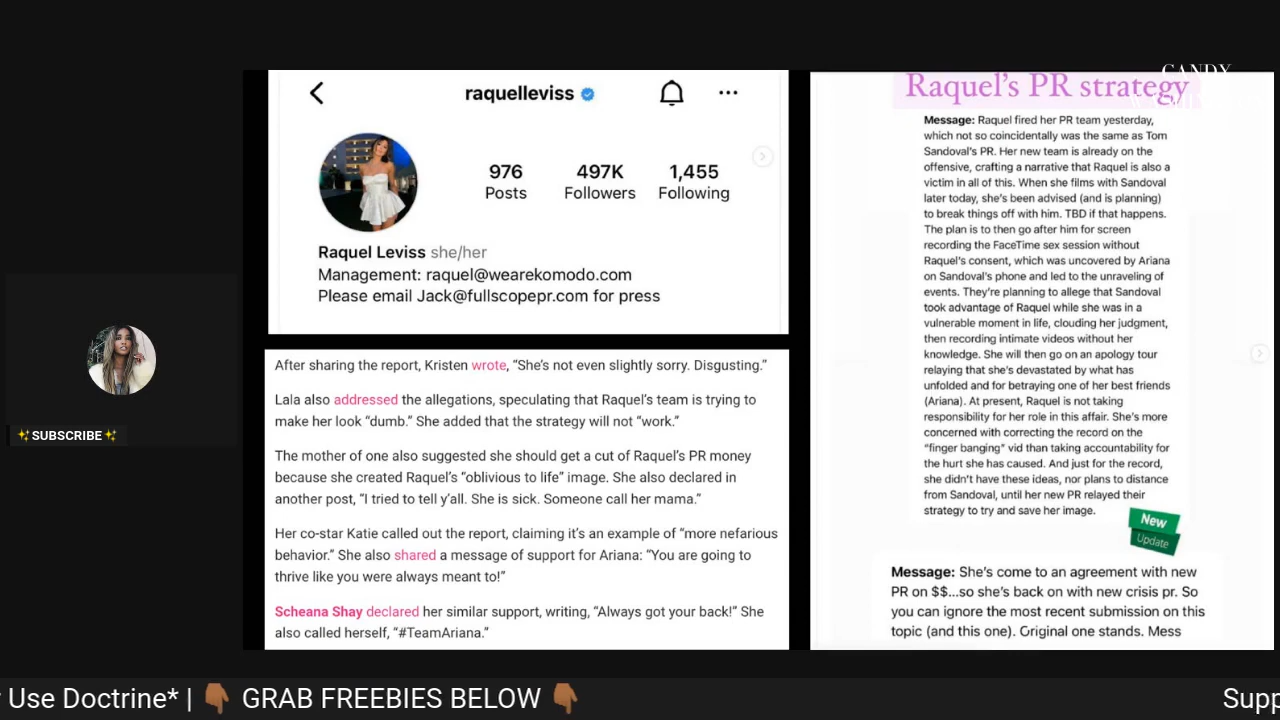 raquelleviss
976
497K
1,455
Posts
Followers
Following
Raquel Leviss she/her
Management: raquel@wearekomodo.com
Please email Jack@fullscopepr.com for press
After sharing the report, Kristen wrote, “She’s not even slightly sorry. Disgusting.”
Lala also addressed the allegations, speculating that Raquel’s team is trying to
make her look “dumb.” She added that the strategy will not “work.”
The mother of one also suggested she should get a cut of Raquel’s PR money
because she created Raquel’s “oblivious to life” image. She also declared in
another post, “I tried to tell y’all. She is sick. Someone call her mama.”
Her co-star Katie called out the report, claiming it’s an example of “more nefarious
behavior.” She also shared a message of support for Ariana: “You are going to
thrive like you were always meant to!”
Scheana Shay declared her similar support, writing, “Always got your back!” She
also called herself, “#TeamAriana.”
CANDY
Raquel’s PR strategy
Message: Raquel fired her PR team yesterday,
which not so coincidentally was the same as Tom
Sandoval’s PR. Her new team is already on the
offensive, crafting a narrative that Raquel is also a
victim in all of this. When she films with Sandoval
later today, she’s been advised (and is planning)
to break things off with him. TBD if that happens.
The plan is to then go after him for screen
recording the FaceTime sex session without
Raquel’s consent, which was uncovered by Ariana
on Sandoval’s phone and led to the unraveling of
events. They’re planning to allege that Sandoval
took advantage of Raquel while she was in a
vulnerable moment in life, clouding her judgment,
then recording intimate videos without her
knowledge. She will then go on an apology tour
relaying that she’s devastated by what has
unfolded and for betraying one of her best friends
(Ariana). At present, Raquel is not taking
responsibility for her role in this affair. She’s more
concerned with correcting the record on the
“finger banging” vid than taking accountability for
the hurt she has caused. And just for the record,
she didn’t have these ideas, nor plans to distance
from Sandoval, until her new PR relayed their
strategy to try and save her image.
New
Update
Message: She’s come to an agreement with new
PR on $$...so she’s back on with new crisis pr. So
you can ignore the most recent submission on this
topic (and this one). Original one stands. Mess
✨SUBSCRIBE✨
Use Doctrine* | 👇🏾 GRAB FREEBIES BELOW 👇🏾
Supp